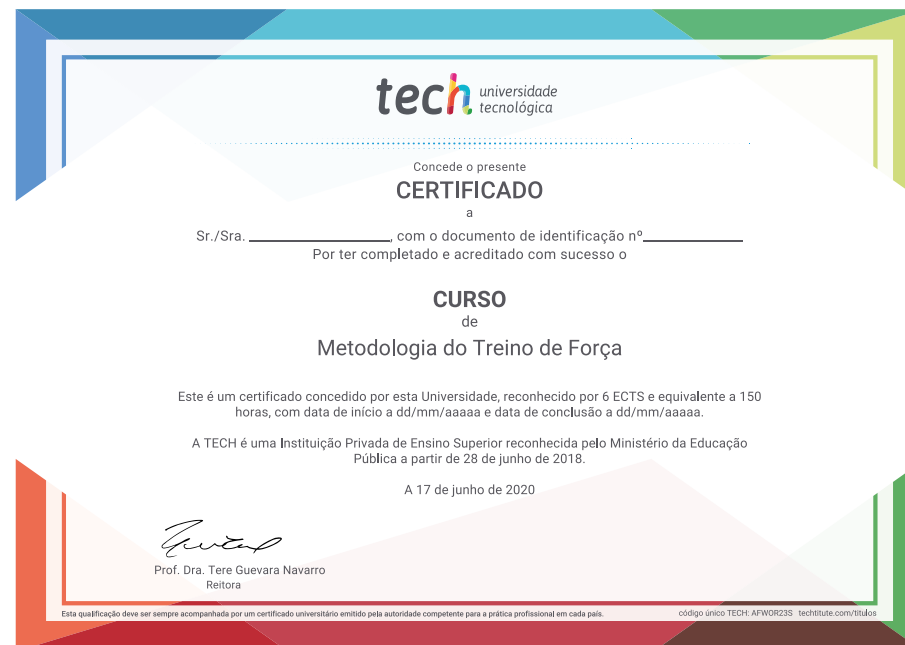 tech universidade
tecnológica
Concede o presente
CERTIFICADO
a
Sr./Sra. ________________, com o documento de identificação nº____________
Por ter completado e acreditado com sucesso o
CURSO
de
Metodologia do Treino de Força
Este é um certificado concedido por esta Universidade, reconhecido por 6 ECTS e equivalente a 150
horas, com data de início a dd/mm/aaaaa e data de conclusão a dd/mm/aaaaa.
A TECH é uma Instituição Privada de Ensino Superior reconhecida pelo Ministério da Educação
Pública a partir de 28 de junho de 2018.
A 17 de junho de 2020
Prof. Dra. Tere Guevara Navarro
Reitora
Esta qualificação deve ser sempre acompanhada por um certificado universitário emitido pela autoridade competente para a prática profissional em cada país.
código único TECH: AFWOR23S techtitute.com/titulos